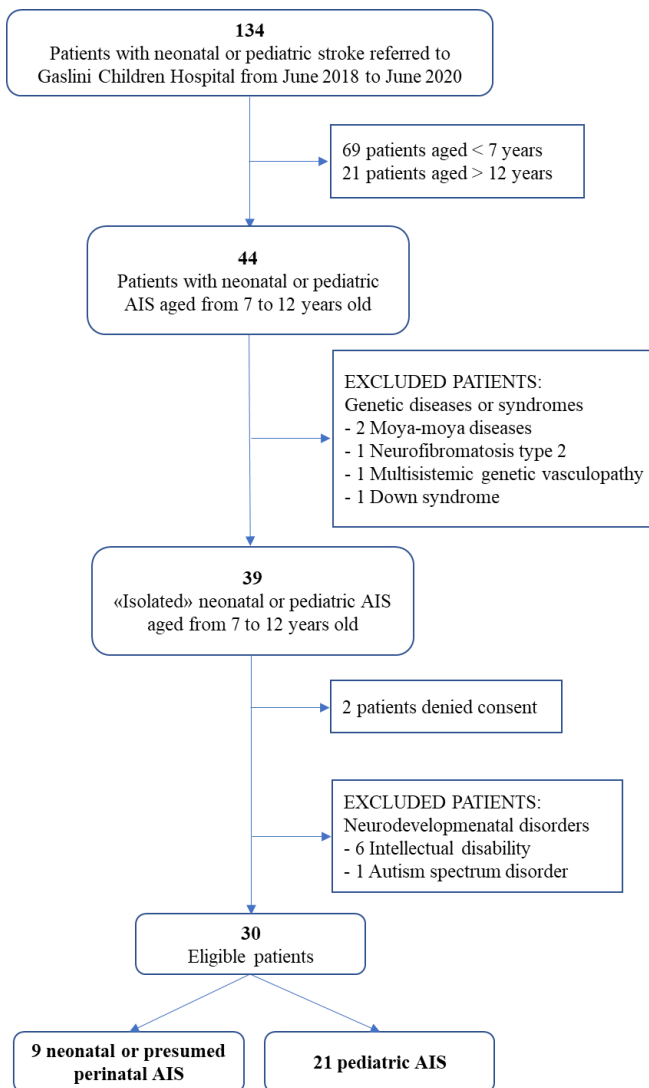 134
Patients with neonatal or pediatric stroke referred to
Gaslini Children Hospital from June 2018 to June 2020
69 patients aged < 7 years
21 patients aged > 12 years
44
Patients with neonatal or pediatric
AIS aged from 7 to 12 years old
EXCLUDED PATIENTS:
Genetic diseases or syndromes
- 2 Moya-moya diseases
- 1 Neurofibromatosis type 2
- 1 Multisistemic genetic vasculopathy
- 1 Down syndrome
39
«Isolated» neonatal or pediatric AIS
aged from 7 to 12 years old
2 patients denied consent
EXCLUDED PATIENTS:
Neurodevelopmenatal disorders
- 6 Intellectual disability
- 1 Autism spectrum disorder
30
Eligible patients
9 neonatal or presumed
perinatal AIS
21 pediatric AIS